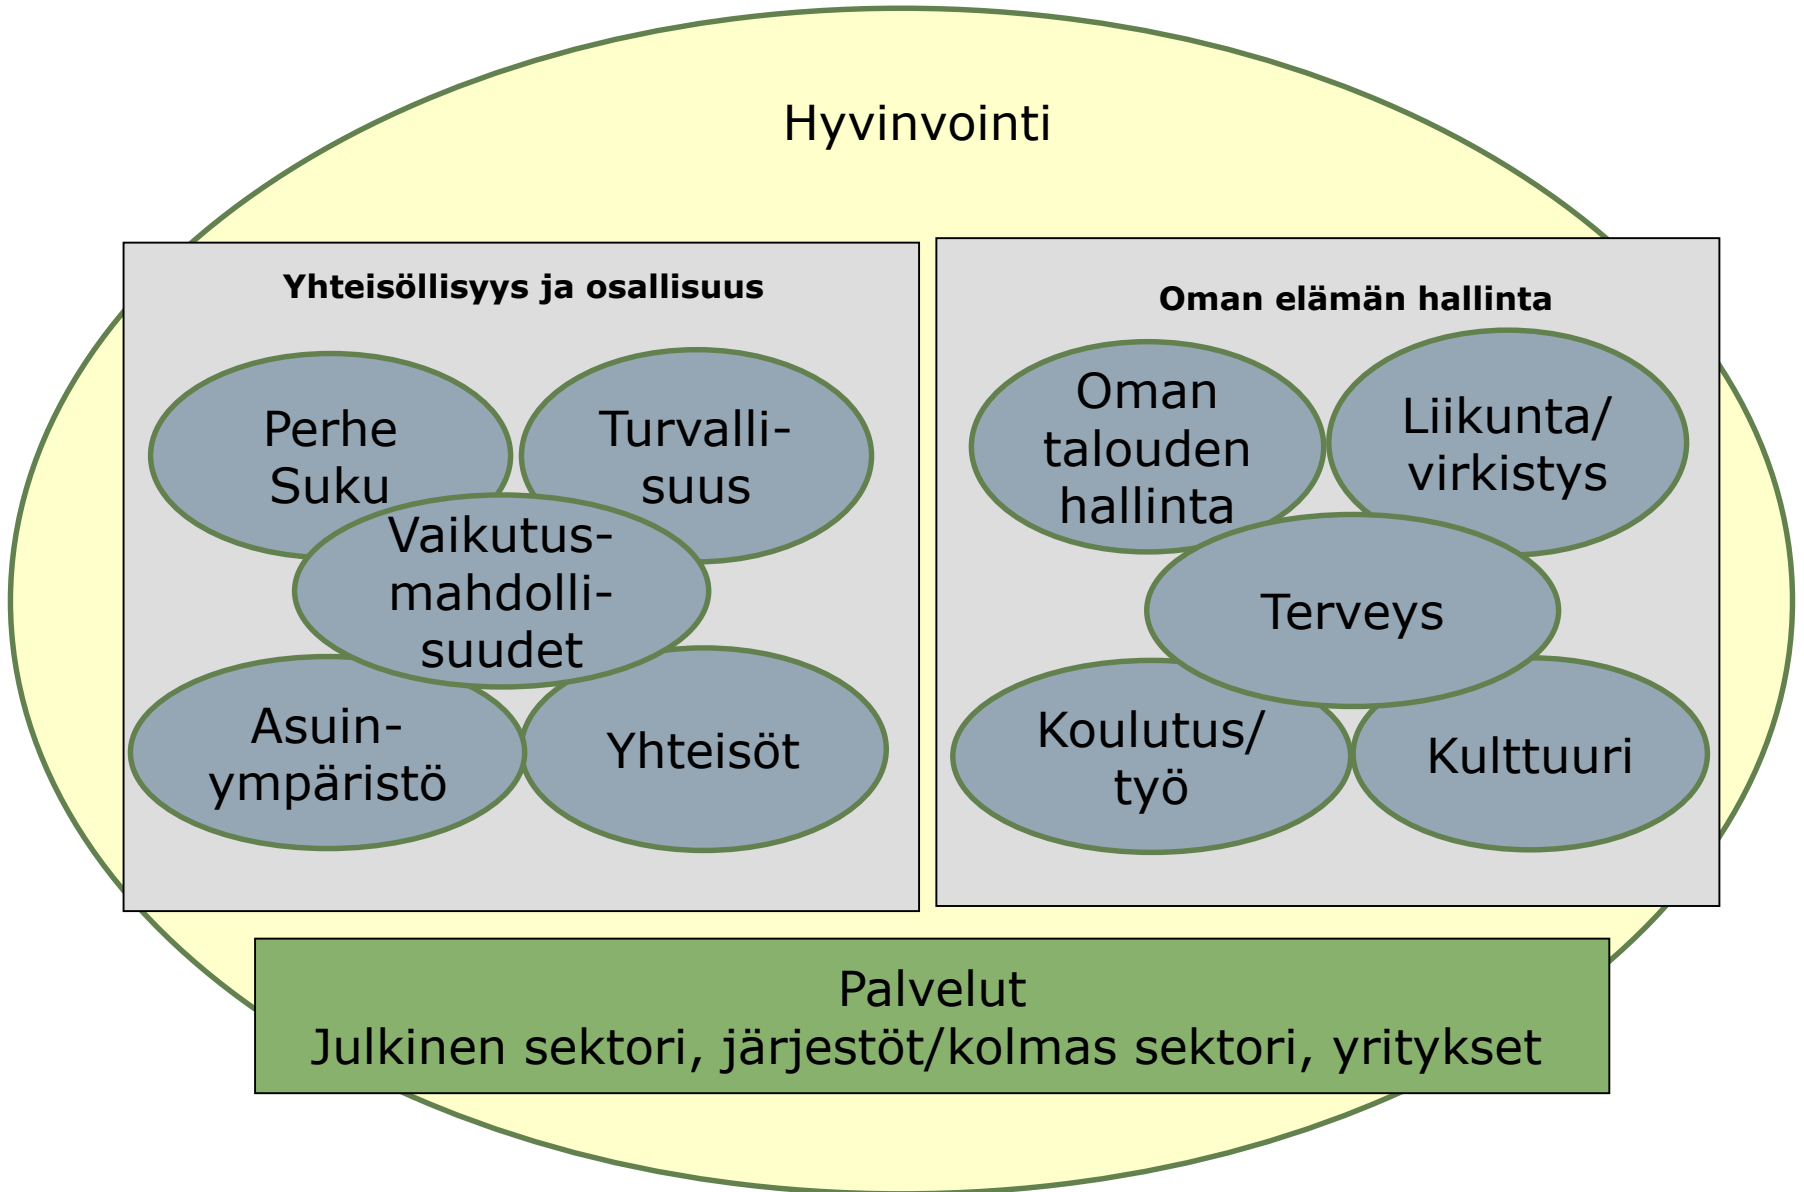 Hyvinvointi
Yhteisöllisyys ja osallisuus
Perhe
Suku
Turvalli-
suus
Vaikutus-
mahdolli-
suudet
Asuin-
ympäristö
Yhteisöt
Oman elämän hallinta
Oman
talouden
hallinta
Liikunta/
virkistys
Terveys
Koulutus/
työ
Kulttuuri
Palvelut
Julkinen sektori, järjestöt/kolmas sektori, yritykset